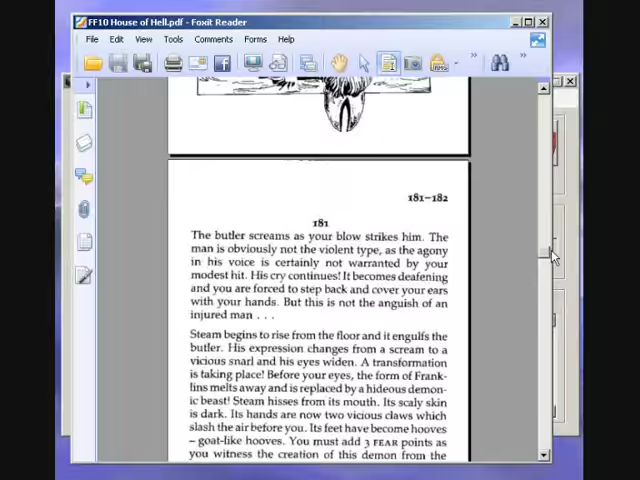 FF10 House of Hell.pdf - Foxit Reader
File Edit View Tools Comments Forms Help
181–182
181
The butler screams as your blow strikes him. The
man is obviously not the violent type, as the agony
in his voice is certainly not warranted by your
modest hit. His cry continues! It becomes deafening
and you are forced to step back and cover your ears
with your hands. But this is not the anguish of an
injured man . . .
Steam begins to rise from the floor and it engulfs the
butler. His expression changes from a scream to a
vicious snarl and his eyes widen. A transformation
is taking place! Before your eyes, the form of Frank-
lins melts away and is replaced by a hideous demon-
ic beast! Steam hisses from its mouth. Its scaly skin
is dark. Its hands are now two vicious claws which
slash the air before you. Its feet have become hooves
– goat-like hooves. You must add 3 FEAR points as
you witness the creation of this demon from the